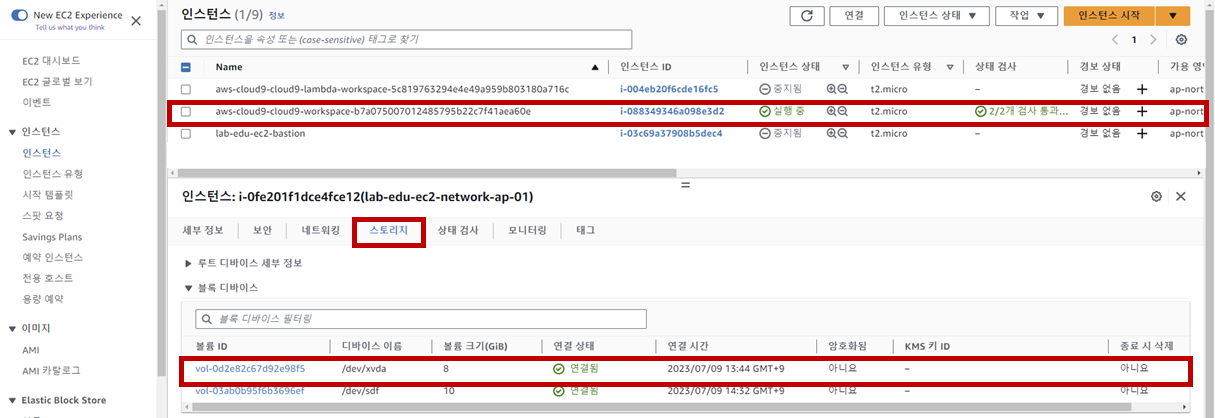 New EC2 Experience
Tell us what you think
EC2 대시보드
EC2 글로벌 보기
이벤트
인스턴스
인스턴스
인스턴스 유형
시작 템플릿
스팟 요청
Savings Plans
예약 인스턴스
전용 호스트
용량 예약
이미지
AMI
AMI 카탈로그
Elastic Block Store
인스턴스 (1/9) 정보
연결 인스턴스 상태 작업 인스턴스 시작
인스턴스을 속성 또는 (case-sensitive) 태그로 찾기
1
Name 인스턴스 ID 인스턴스 상태 인스턴스 유형 상태 검사 경보 상태 가용 영역
aws-cloud9-cloud9-lambda-workspace-5c819763294e4e49a959b803180a716c i-004eb20f6cde16fc5 중지됨 t2.micro – 경보 없음 + ap-nort
aws-cloud9-cloud9-workspace-b7a075007012485795b22c7f41aea60e i-088349346a098e3d2 실행 중 t2.micro 2/2개 검사 통과... 경보 없음 + ap-nort
lab-edu-ec2-bastion i-03c69a37908b5dec4 중지됨 t2.micro – 경보 없음 + ap-nort
인스턴스: i-0fe201f1dce4fce12(lab-edu-ec2-network-ap-01)
세부 정보 보안 네트워킹 스토리지 상태 검사 모니터링 태그
루트 디바이스 세부 정보
블록 디바이스
블록 디바이스 필터링
볼륨 ID 디바이스 이름 볼륨 크기(GiB) 연결 상태 연결 시간 암호화됨 KMS 키 ID 종료 시 삭제
vol-0d2e82c67d92e98f5 /dev/xvda 8 연결됨 2023/07/09 13:44 GMT+9 아니요 – 아니요
vol-03ab0b95f6b3696ef /dev/sdf 10 연결됨 2023/07/09 14:32 GMT+9 아니요 – 아니요